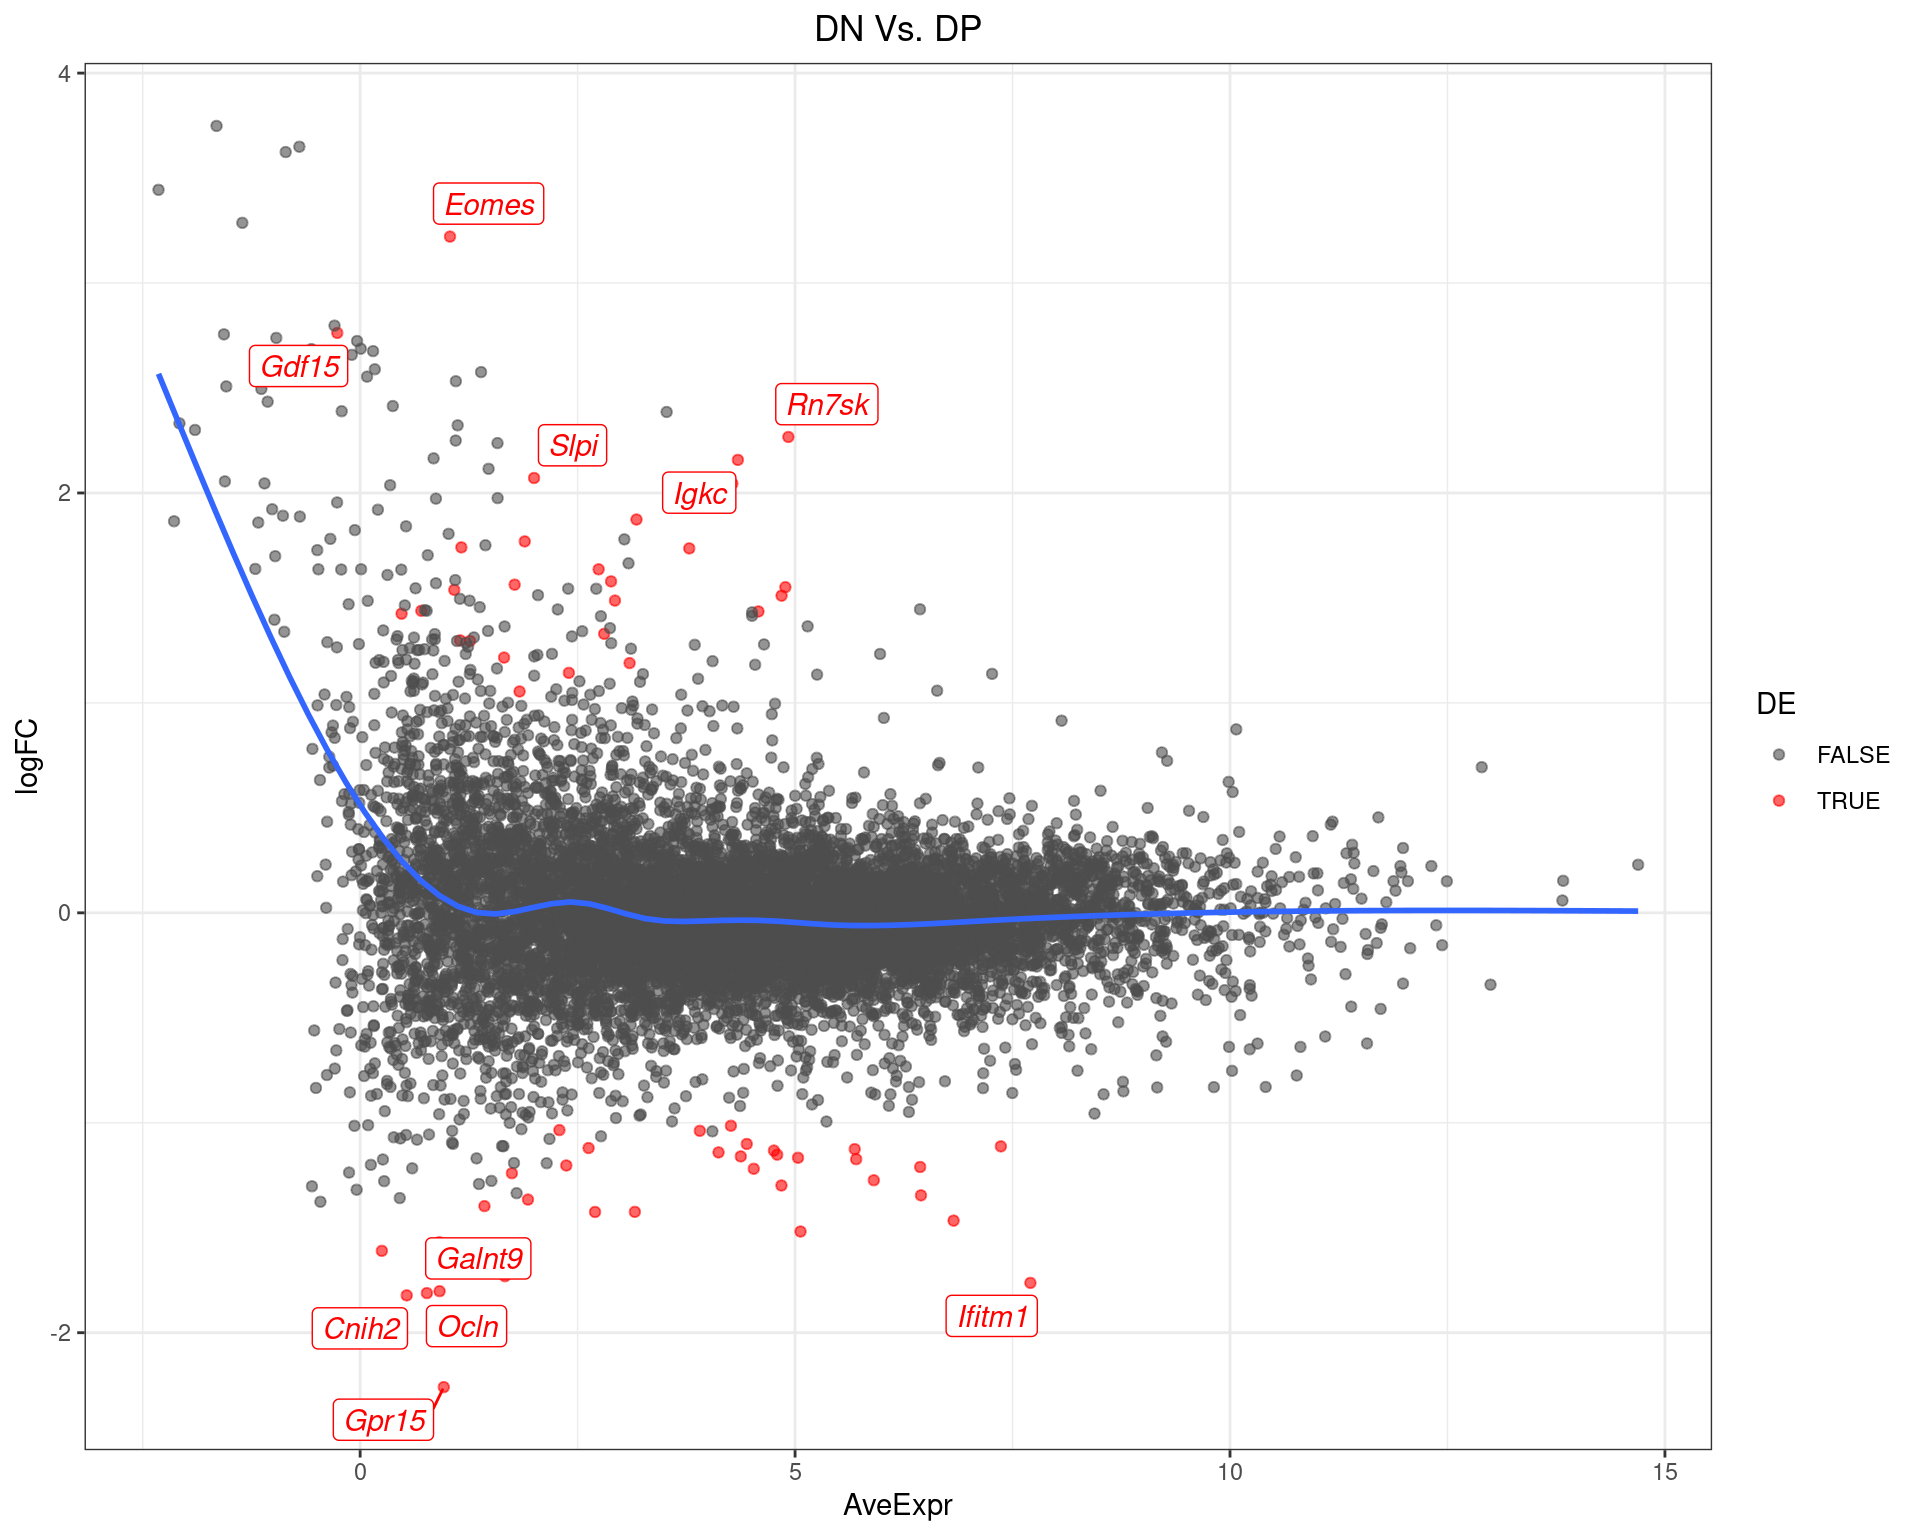 DN Vs. DP
4
2
0
-2
logFC
Eomes
Gdf15
Rn7sk
Slpi
Igkc
Galnt9
Cnih2
Ocln
Ifitm1
Gpr15
0
5
10
15
AveExpr
DE
FALSE
TRUE